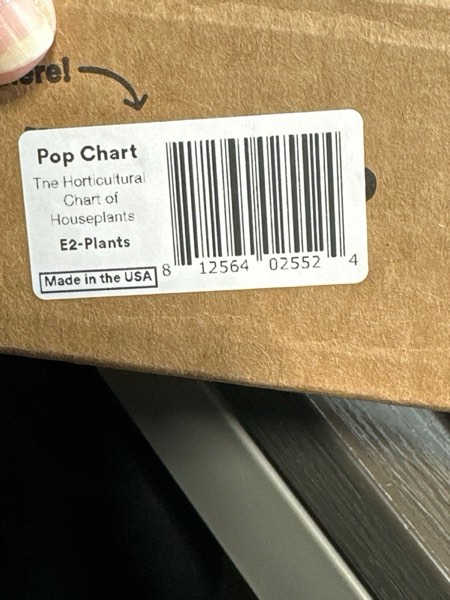 ere!
Pop Chart
The Horticultural
Chart of
Houseplants
E2-Plants
Made in the USA
8 12564 02552 4